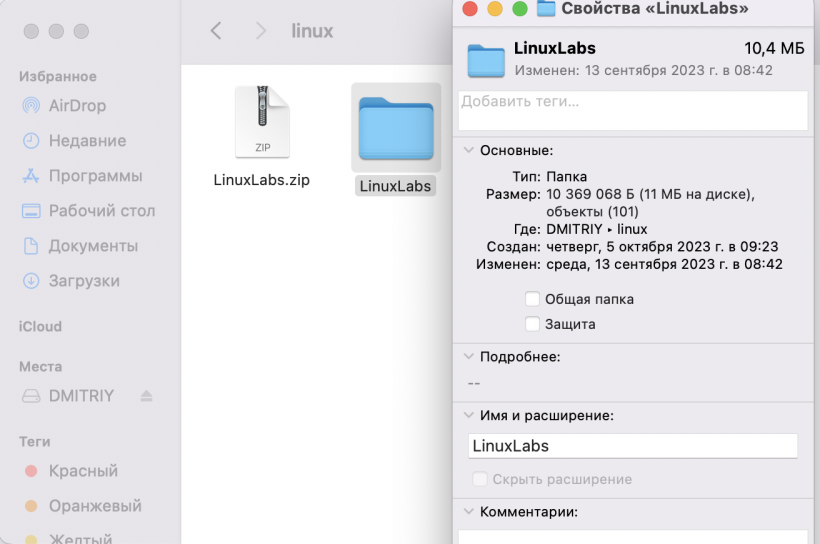 linux
Избранное
AirDrop
Недавние
Программы
Рабочий стол
Документы
Загрузки
iCloud
Места
DMITRIY
Теги
Красный
Оранжевый
Желтый
ZIP
LinuxLabs.zip
LinuxLabs
Свойства «LinuxLabs»
LinuxLabs 10,4 МБ
Изменен: 13 сентября 2023 г. в 08:42
Добавить теги...
Основные:
Тип: Папка
Размер: 10 369 068 Б (11 МБ на диске),
объекты (101)
Где: DMITRIY ▸ linux
Создан: четверг, 5 октября 2023 г. в 09:23
Изменен: среда, 13 сентября 2023 г. в 08:42
Общая папка
Защита
Подробнее:
--
Имя и расширение:
LinuxLabs
Скрыть расширение
Комментарии: